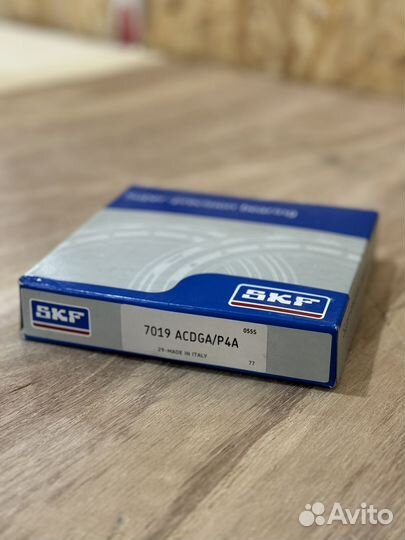 super-precision bearing
SKF
SKF
7019 ACDGA/P4A
0555
29-MADE IN ITALY
77
Avito